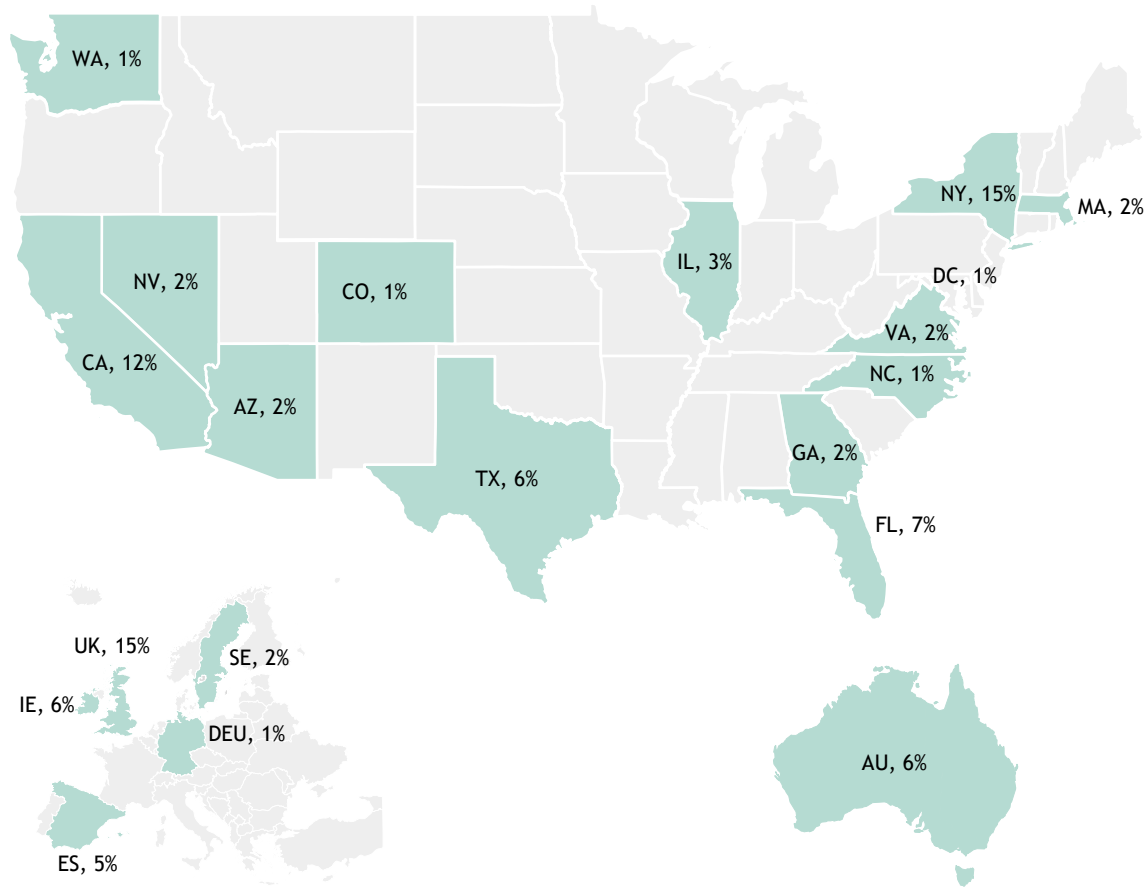 WA, 1%
NY, 15%
MA, 2%
IL, 3%
DC, 1%
NV, 2%
CO, 1%
VA, 2%
CA, 12%
NC, 1%
AZ, 2%
GA, 2%
TX, 6%
FL, 7%
UK, 15%
SE, 2%
IE, 6%
DEU, 1%
AU, 6%
ES, 5%